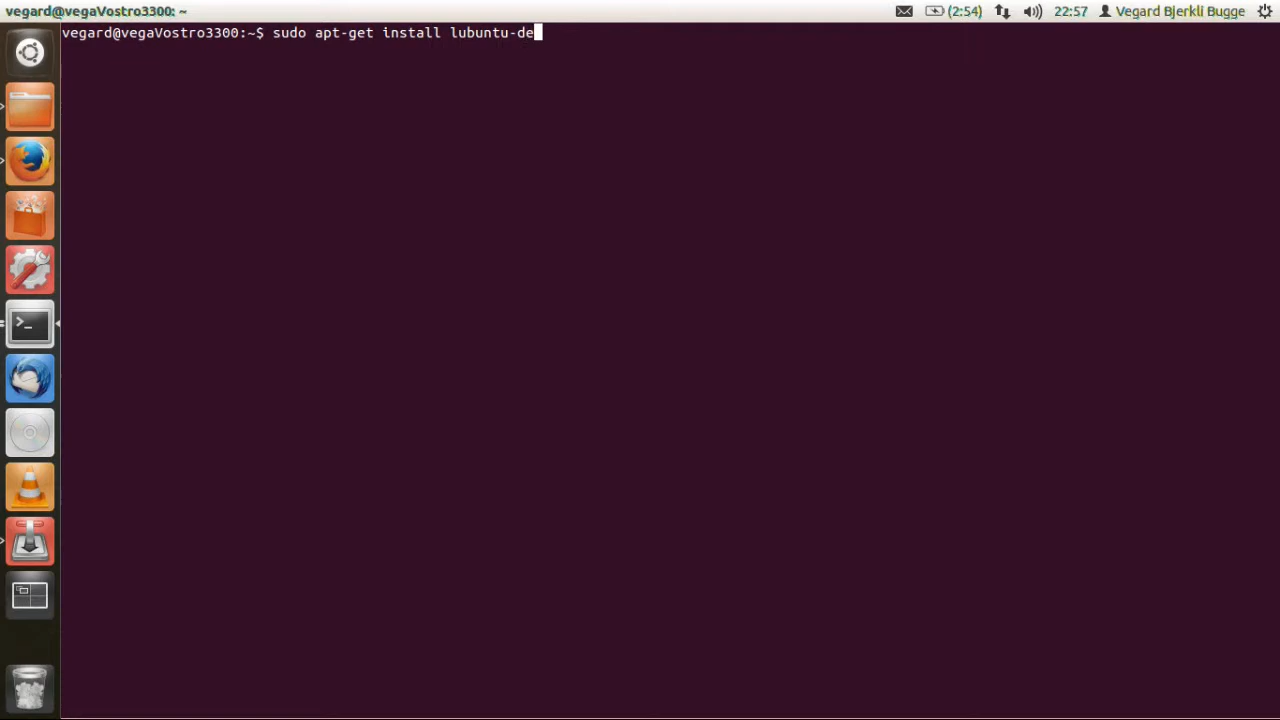 vegard@vegaVostro3300: ~
(2:54)
22:57
Vegard Bjerkli Bugge
vegard@vegaVostro3300:~$ sudo apt-get install lubuntu-de
>_